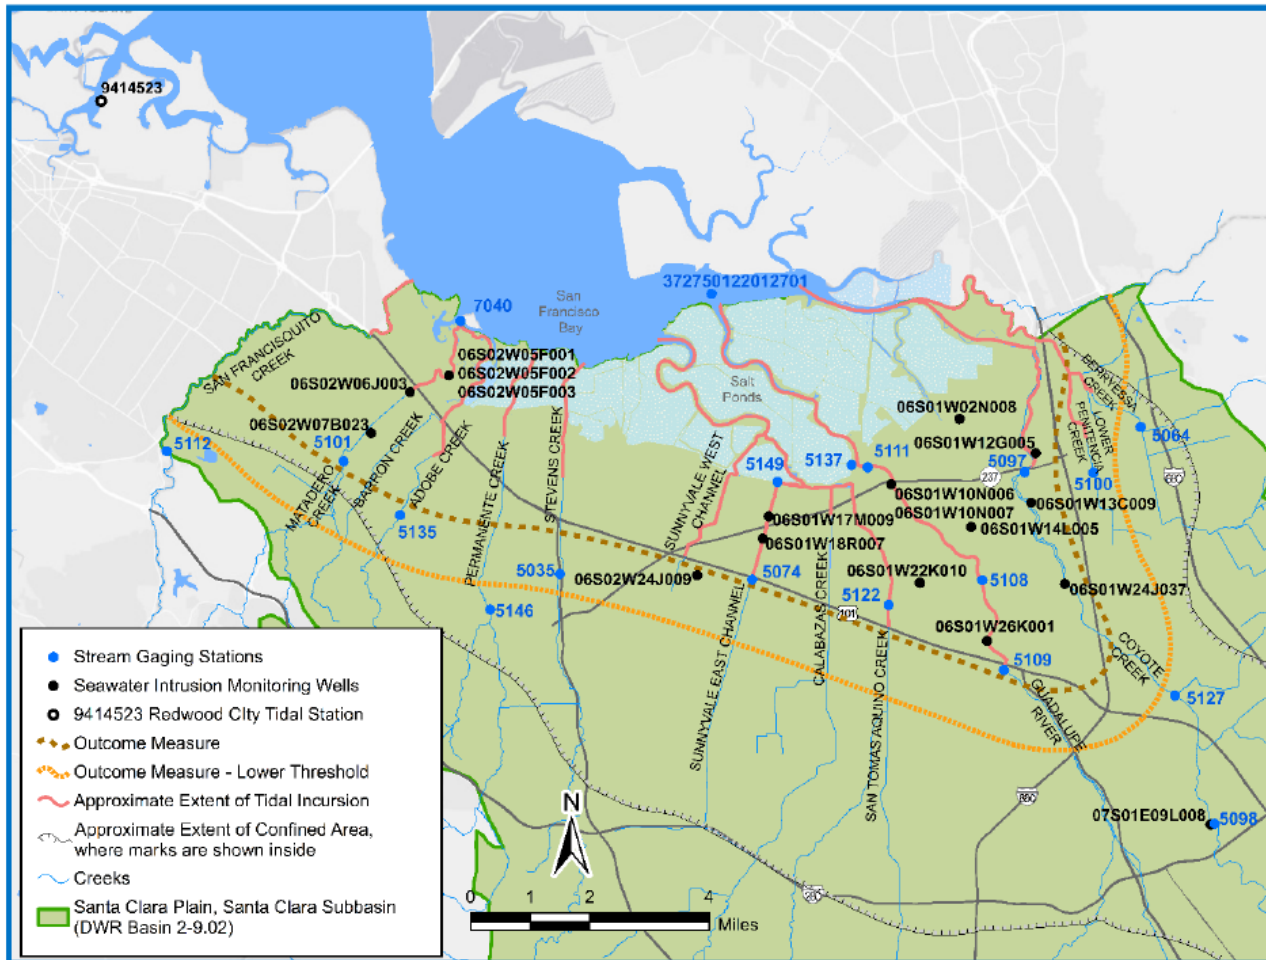 9414523
372750122012701
San
Francisco
Bay
7040
SAN FRANCISQUITO
CREEK
06S02W05F001
06S02W05F002
06S02W05F003
06S02W06J003
Salt
Ponds
BERRYESSA
CREEK
LOWER
PENITENCIA
CREEK
06S01W02N008
06S02W07B023
5112
5101
MATADERO
CREEK
BARRON CREEK
ADOBE CREEK
PERMANENTE CREEK
STEVENS CREEK
SUNNYVALE WEST
CHANNEL
5149
5137
5111
06S01W12G005
5097
237
5064
5100
680
06S01W10N006
06S01W10N007
06S01W13C009
06S01W14L005
5135
06S01W17M009
06S01W18R007
5035
06S02W24J009
5074
CALABAZAS CREEK
06S01W22K010
5108
06S01W24J037
5146
5122
101
06S01W26K001
5109
COYOTE
CREEK
5127
SUNNYVALE EAST CHANNEL
SAN TOMAS AQUINO CREEK
GUADALUPE
RIVER
880
07S01E09L008
5098
280
Stream Gaging Stations
Seawater Intrusion Monitoring Wells
9414523 Redwood CIty Tidal Station
Outcome Measure
Outcome Measure - Lower Threshold
Approximate Extent of Tidal Incursion
Approximate Extent of Confined Area,
where marks are shown inside
Creeks
Santa Clara Plain, Santa Clara Subbasin
(DWR Basin 2-9.02)
N
0 1 2 4
Miles